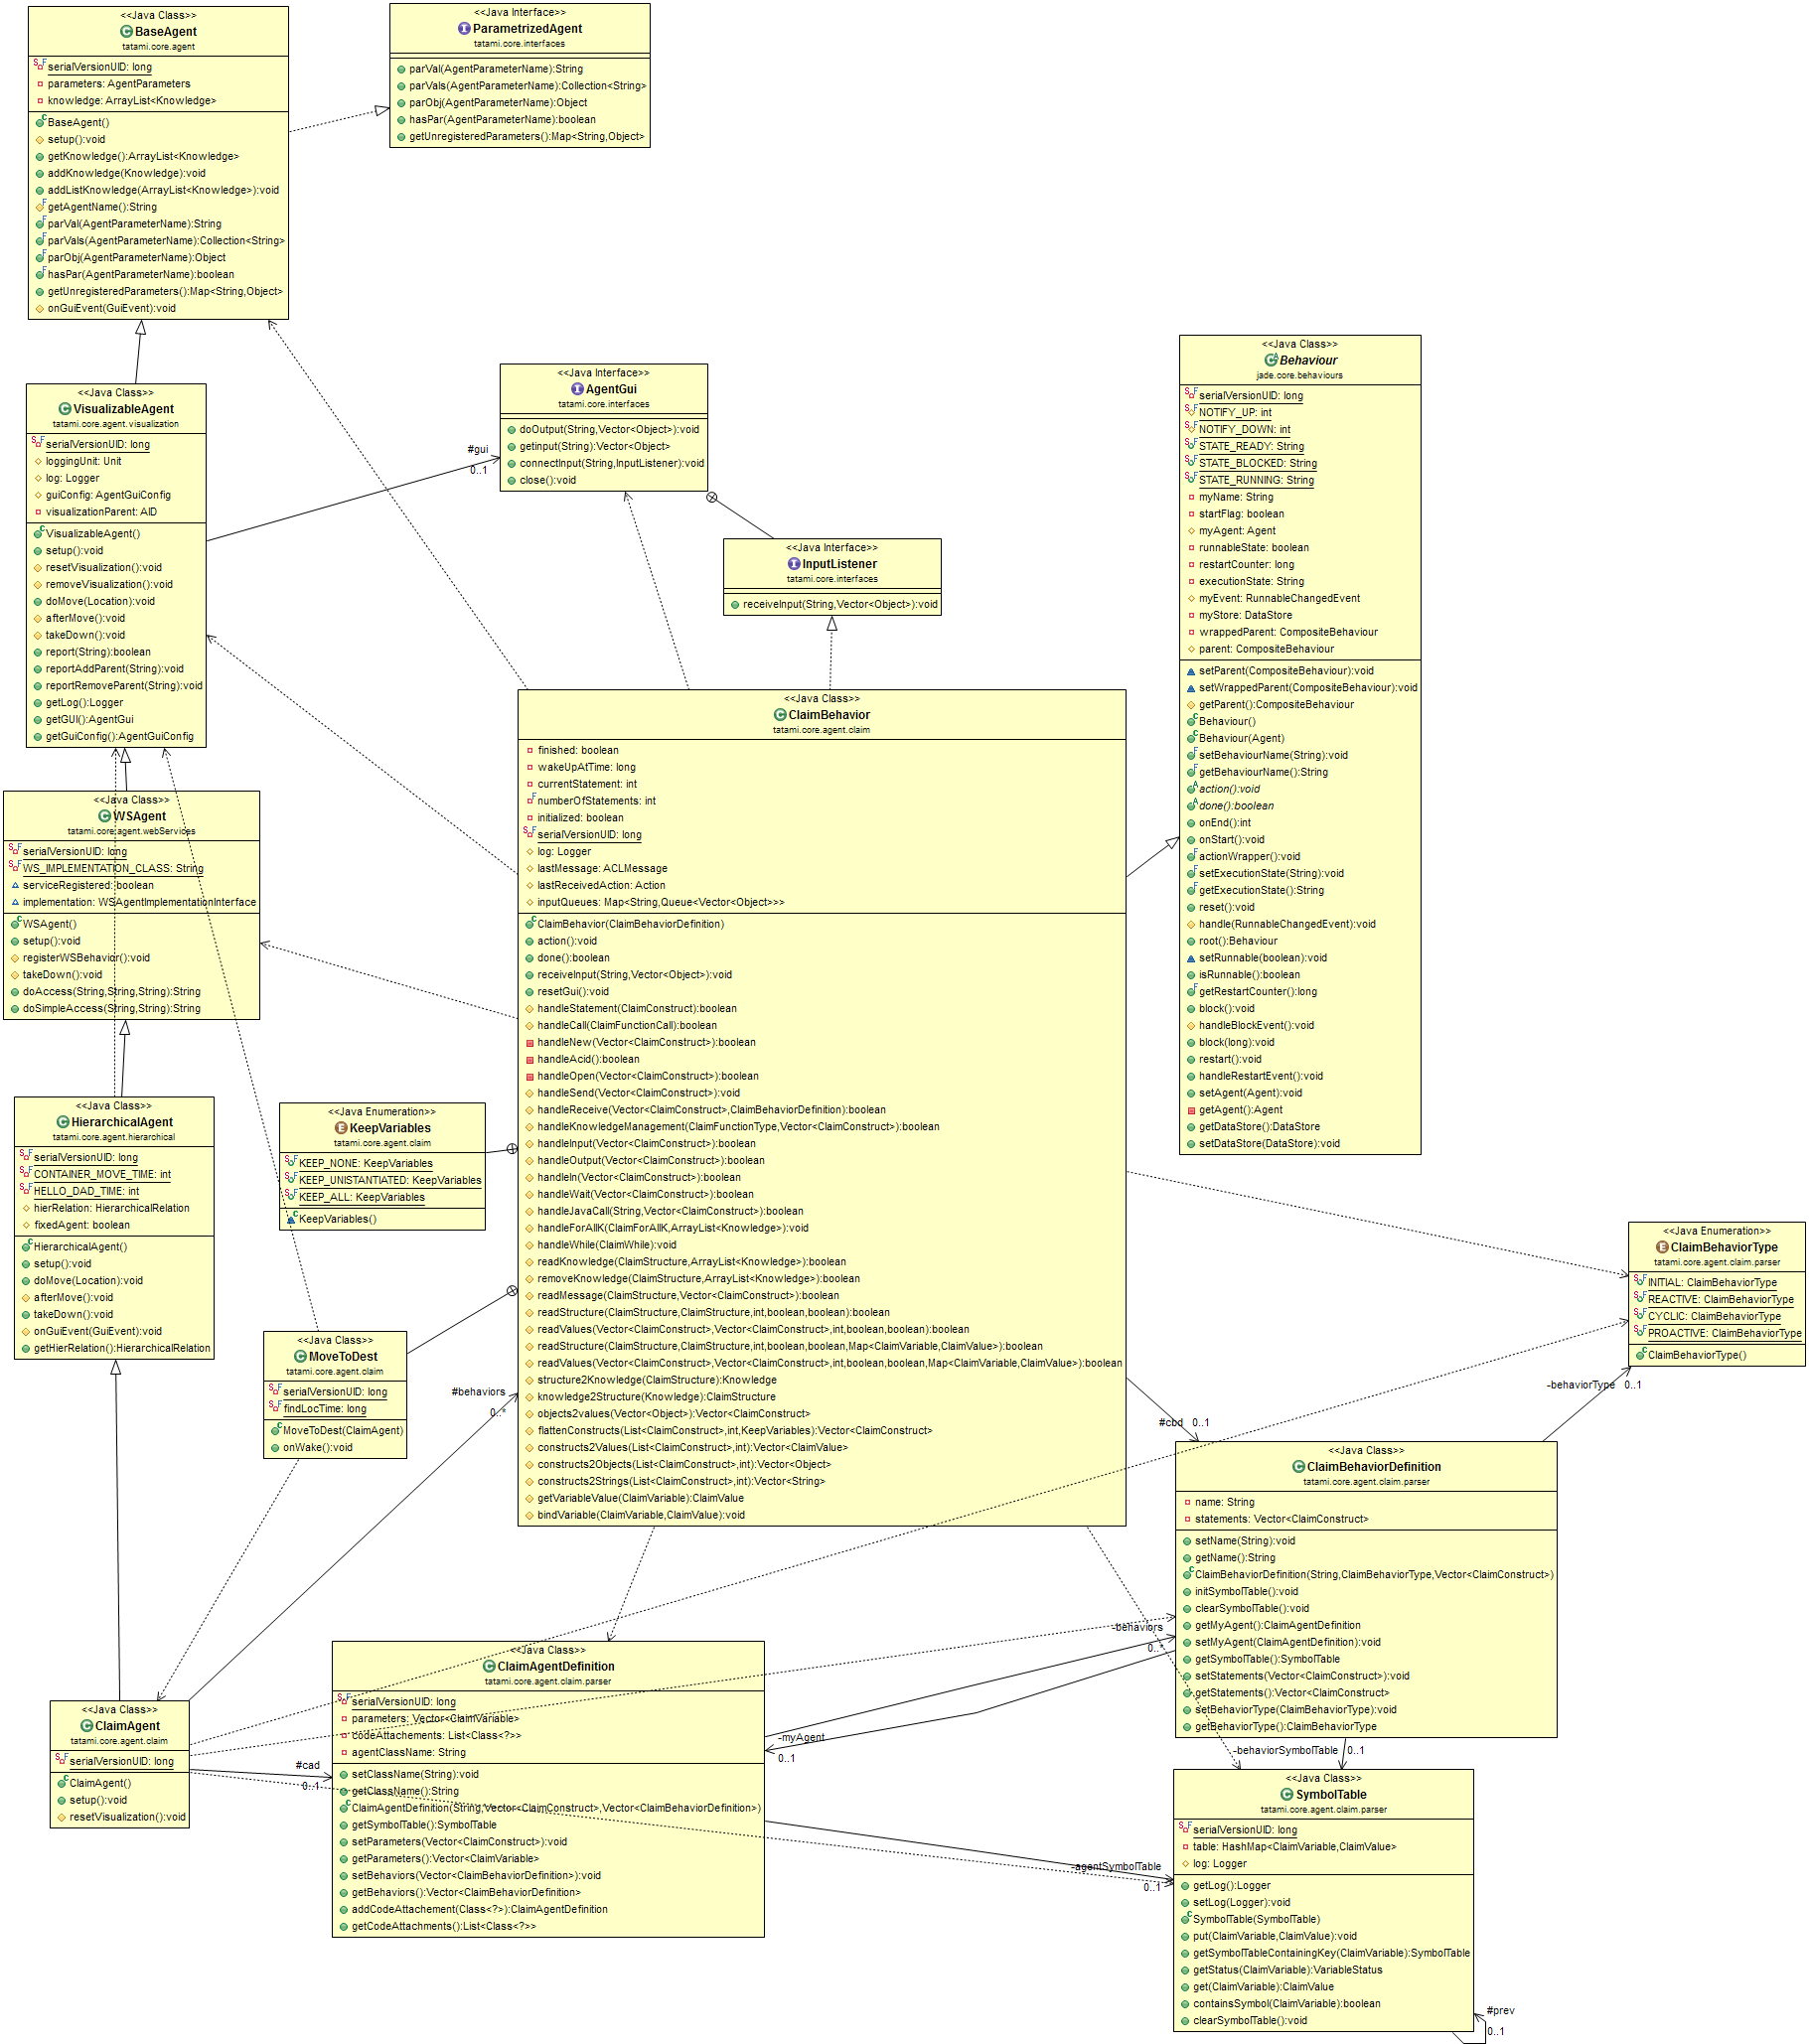 <<Java Class>>
BaseAgent
tatami.core.agent
serialVersionUID: long
parameters: AgentParameters
knowledge: ArrayList<Knowledge>
BaseAgent()
setup():void
getKnowledge():ArrayList<Knowledge>
addKnowledge(Knowledge):void
addListKnowledge(ArrayList<Knowledge>):void
getAgentName():String
parVal(AgentParameterName):String
parVals(AgentParameterName):Collection<String>
parObj(AgentParameterName):Object
hasPar(AgentParameterName):boolean
getUnregisteredParameters():Map<String,Object>
onGuiEvent(GuiEvent):void
<<Java Interface>>
ParametrizedAgent
tatami.core.interfaces
parVal(AgentParameterName):String
parVals(AgentParameterName):Collection<String>
parObj(AgentParameterName):Object
hasPar(AgentParameterName):boolean
getUnregisteredParameters():Map<String,Object>
<<Java Class>>
VisualizableAgent
tatami.core.agent.visualization
serialVersionUID: long
loggingUnit: Unit
log: Logger
guiConfig: AgentGuiConfig
visualizationParent: AID
VisualizableAgent()
setup():void
resetVisualization():void
removeVisualization():void
doMove(Location):void
afterMove():void
takeDown():void
report(String):boolean
reportAddParent(String):void
reportRemoveParent(String):void
getLog():Logger
getGUI():AgentGui
getGuiConfig():AgentGuiConfig
#gui
0..1
<<Java Interface>>
AgentGui
tatami.core.interfaces
doOutput(String,Vector<Object>):void
getinput(String):Vector<Object>
connectInput(String,InputListener):void
close():void
<<Java Interface>>
InputListener
tatami.core.interfaces
receiveInput(String,Vector<Object>):void
<<Java Class>>
Behaviour
jade.core.behaviours
serialVersionUID: long
NOTIFY_UP: int
NOTIFY_DOWN: int
STATE_READY: String
STATE_BLOCKED: String
STATE_RUNNING: String
myName: String
startFlag: boolean
myAgent: Agent
runnableState: boolean
restartCounter: long
executionState: String
myEvent: RunnableChangedEvent
myStore: DataStore
wrappedParent: CompositeBehaviour
parent: CompositeBehaviour
setParent(CompositeBehaviour):void
setWrappedParent(CompositeBehaviour):void
getParent():CompositeBehaviour
Behaviour()
Behaviour(Agent)
setBehaviourName(String):void
getBehaviourName():String
action():void
done():boolean
onEnd():int
onStart():void
actionWrapper():void
setExecutionState(String):void
getExecutionState():String
reset():void
handle(RunnableChangedEvent):void
root():Behaviour
setRunnable(boolean):void
isRunnable():boolean
getRestartCounter():long
block():void
handleBlockEvent():void
block(long):void
restart():void
handleRestartEvent():void
setAgent(Agent):void
getAgent():Agent
getDataStore():DataStore
setDataStore(DataStore):void
<<Java Class>>
WSAgent
tatami.core.agent.webServices
serialVersionUID: long
WS_IMPLEMENTATION_CLASS: String
serviceRegistered: boolean
implementation: WSAgentImplementationInterface
WSAgent()
setup():void
registerWSBehavior():void
takeDown():void
doAccess(String,String,String):String
doSimpleAccess(String,String):String
<<Java Class>>
ClaimBehavior
tatami.core.agent.claim
finished: boolean
wakeUpAtTime: long
currentStatement: int
numberOfStatements: int
initialized: boolean
serialVersionUID: long
log: Logger
lastMessage: ACLMessage
lastReceivedAction: Action
inputQueues: Map<String,Queue<Vector<Object>>>
ClaimBehavior(ClaimBehaviorDefinition)
action():void
done():boolean
receiveInput(String,Vector<Object>):void
resetGui():void
handleStatement(ClaimConstruct):boolean
handleCall(ClaimFunctionCall):boolean
handleNew(Vector<ClaimConstruct>):boolean
handleAcid():boolean
handleOpen(Vector<ClaimConstruct>):boolean
handleSend(Vector<ClaimConstruct>):void
handleReceive(Vector<ClaimConstruct>,ClaimBehaviorDefinition):boolean
handleKnowledgeManagement(ClaimFunctionType,Vector<ClaimConstruct>):boolean
handleInput(Vector<ClaimConstruct>):boolean
handleOutput(Vector<ClaimConstruct>):boolean
handleIn(Vector<ClaimConstruct>):boolean
handleWait(Vector<ClaimConstruct>):boolean
handleJavaCall(String,Vector<ClaimConstruct>):boolean
handleForAllK(ClaimForAllK,ArrayList<Knowledge>):void
handleWhile(ClaimWhile):void
readKnowledge(ClaimStructure,ArrayList<Knowledge>):boolean
removeKnowledge(ClaimStructure,ArrayList<Knowledge>):boolean
readMessage(ClaimStructure,Vector<ClaimConstruct>):boolean
readStructure(ClaimStructure,ClaimStructure,int,boolean,boolean):boolean
readValues(Vector<ClaimConstruct>,Vector<ClaimConstruct>,int,boolean,boolean):boolean
readStructure(ClaimStructure,ClaimStructure,int,boolean,boolean,Map<ClaimVariable,ClaimValue>):boolean
readValues(Vector<ClaimConstruct>,Vector<ClaimConstruct>,int,boolean,boolean,Map<ClaimVariable,ClaimValue>):boolean
structure2Knowledge(ClaimStructure):Knowledge
knowledge2Structure(Knowledge):ClaimStructure
objects2values(Vector<Object>):Vector<ClaimConstruct>
flattenConstructs(List<ClaimConstruct>,int,KeepVariables):Vector<ClaimConstruct>
constructs2Values(List<ClaimConstruct>,int):Vector<ClaimValue>
constructs2Objects(List<ClaimConstruct>,int):Vector<Object>
constructs2Strings(List<ClaimConstruct>,int):Vector<String>
getVariableValue(ClaimVariable):ClaimValue
bindVariable(ClaimVariable,ClaimValue):void
<<Java Class>>
HierarchicalAgent
tatami.core.agent.hierarchical
serialVersionUID: long
CONTAINER_MOVE_TIME: int
HELLO_DAD_TIME: int
hierRelation: HierarchicalRelation
fixedAgent: boolean
HierarchicalAgent()
setup():void
doMove(Location):void
afterMove():void
takeDown():void
onGuiEvent(GuiEvent):void
getHierRelation():HierarchicalRelation
<<Java Enumeration>>
KeepVariables
tatami.core.agent.claim
KEEP_NONE: KeepVariables
KEEP_UNISTANTIATED: KeepVariables
KEEP_ALL: KeepVariables
KeepVariables()
<<Java Enumeration>>
ClaimBehaviorType
tatami.core.agent.claim.parser
INITIAL: ClaimBehaviorType
REACTIVE: ClaimBehaviorType
CYCLIC: ClaimBehaviorType
PROACTIVE: ClaimBehaviorType
ClaimBehaviorType()
<<Java Class>>
MoveToDest
tatami.core.agent.claim
serialVersionUID: long
findLocTime: long
MoveToDest(ClaimAgent)
onWake():void
#behaviors
0..*
-behaviorType 0..1
#cbd 0..1
<<Java Class>>
ClaimBehaviorDefinition
tatami.core.agent.claim.parser
name: String
statements: Vector<ClaimConstruct>
setName(String):void
getName():String
ClaimBehaviorDefinition(String,ClaimBehaviorType,Vector<ClaimConstruct>)
initSymbolTable():void
clearSymbolTable():void
getMyAgent():ClaimAgentDefinition
setMyAgent(ClaimAgentDefinition):void
getSymbolTable():SymbolTable
setStatements(Vector<ClaimConstruct>):void
getStatements():Vector<ClaimConstruct>
setBehaviorType(ClaimBehaviorType):void
getBehaviorType():ClaimBehaviorType
-behaviors
0..*
-myAgent
0..1
<<Java Class>>
ClaimAgentDefinition
tatami.core.agent.claim.parser
serialVersionUID: long
parameters: Vector<ClaimVariable>
codeAttachements: List<Class<?>>
agentClassName: String
setClassName(String):void
getClassName():String
ClaimAgentDefinition(String,Vector<ClaimConstruct>,Vector<ClaimBehaviorDefinition>)
getSymbolTable():SymbolTable
setParameters(Vector<ClaimConstruct>):void
getParameters():Vector<ClaimVariable>
setBehaviors(Vector<ClaimBehaviorDefinition>):void
getBehaviors():Vector<ClaimBehaviorDefinition>
addCodeAttachement(Class<?>):ClaimAgentDefinition
getCodeAttachments():List<Class<?>>
<<Java Class>>
ClaimAgent
tatami.core.agent.claim
serialVersionUID: long
ClaimAgent()
setup():void
resetVisualization():void
#cad
0..1
-behaviorSymbolTable 0..1
-agentSymbolTable
0..1
<<Java Class>>
SymbolTable
tatami.core.agent.claim.parser
serialVersionUID: long
table: HashMap<ClaimVariable,ClaimValue>
log: Logger
getLog():Logger
setLog(Logger):void
SymbolTable(SymbolTable)
put(ClaimVariable,ClaimValue):void
getSymbolTableContainingKey(ClaimVariable):SymbolTable
getStatus(ClaimVariable):VariableStatus
get(ClaimVariable):ClaimValue
containsSymbol(ClaimVariable):boolean
clearSymbolTable():void
#prev
0..1